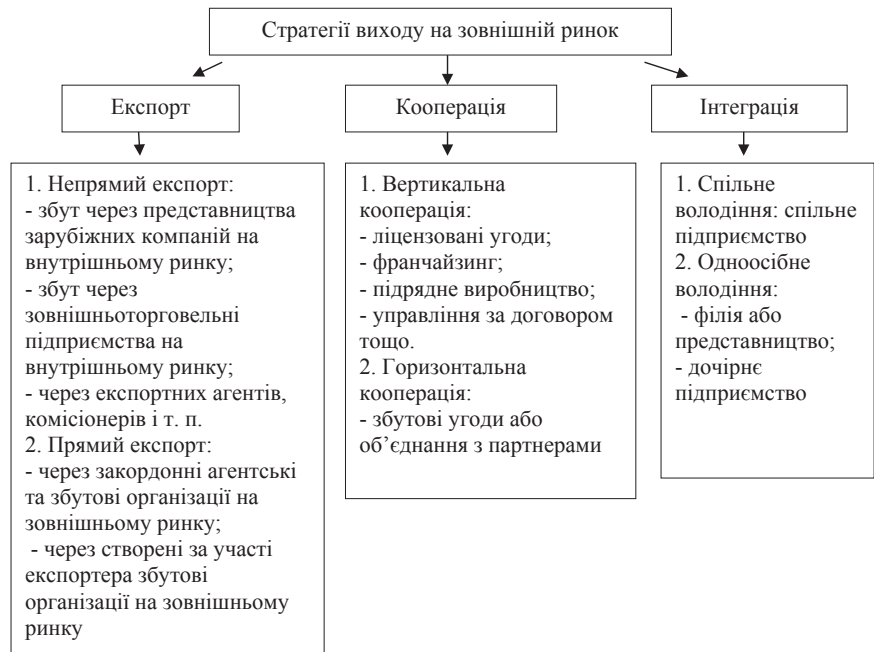 Стратегії виходу на зовнішній ринок
Експорт
Кооперація
Інтеграція
1. Непрямий експорт:
- збут через представництва
зарубіжних компаній на
внутрішньому ринку;
- збут через
зовнішньоторговельні
підприємства на
внутрішньому ринку;
- через експортних агентів,
комісіонерів і т. п.
2. Прямий експорт:
- через закордонні агентські
та збутові організації на
зовнішньому ринку;
- через створені за участі
експортера збутові
організації на зовнішньому
ринку
1. Вертикальна
кооперація:
- ліцензовані угоди;
- франчайзинг;
- підрядне виробництво;
- управління за договором
тощо.
2. Горизонтальна
кооперація:
- збутові угоди або
об’єднання з партнерами
1. Спільне
володіння: спільне
підприємство
2. Одноосібне
володіння:
- філія або
представництво;
- дочірнє
підприємство